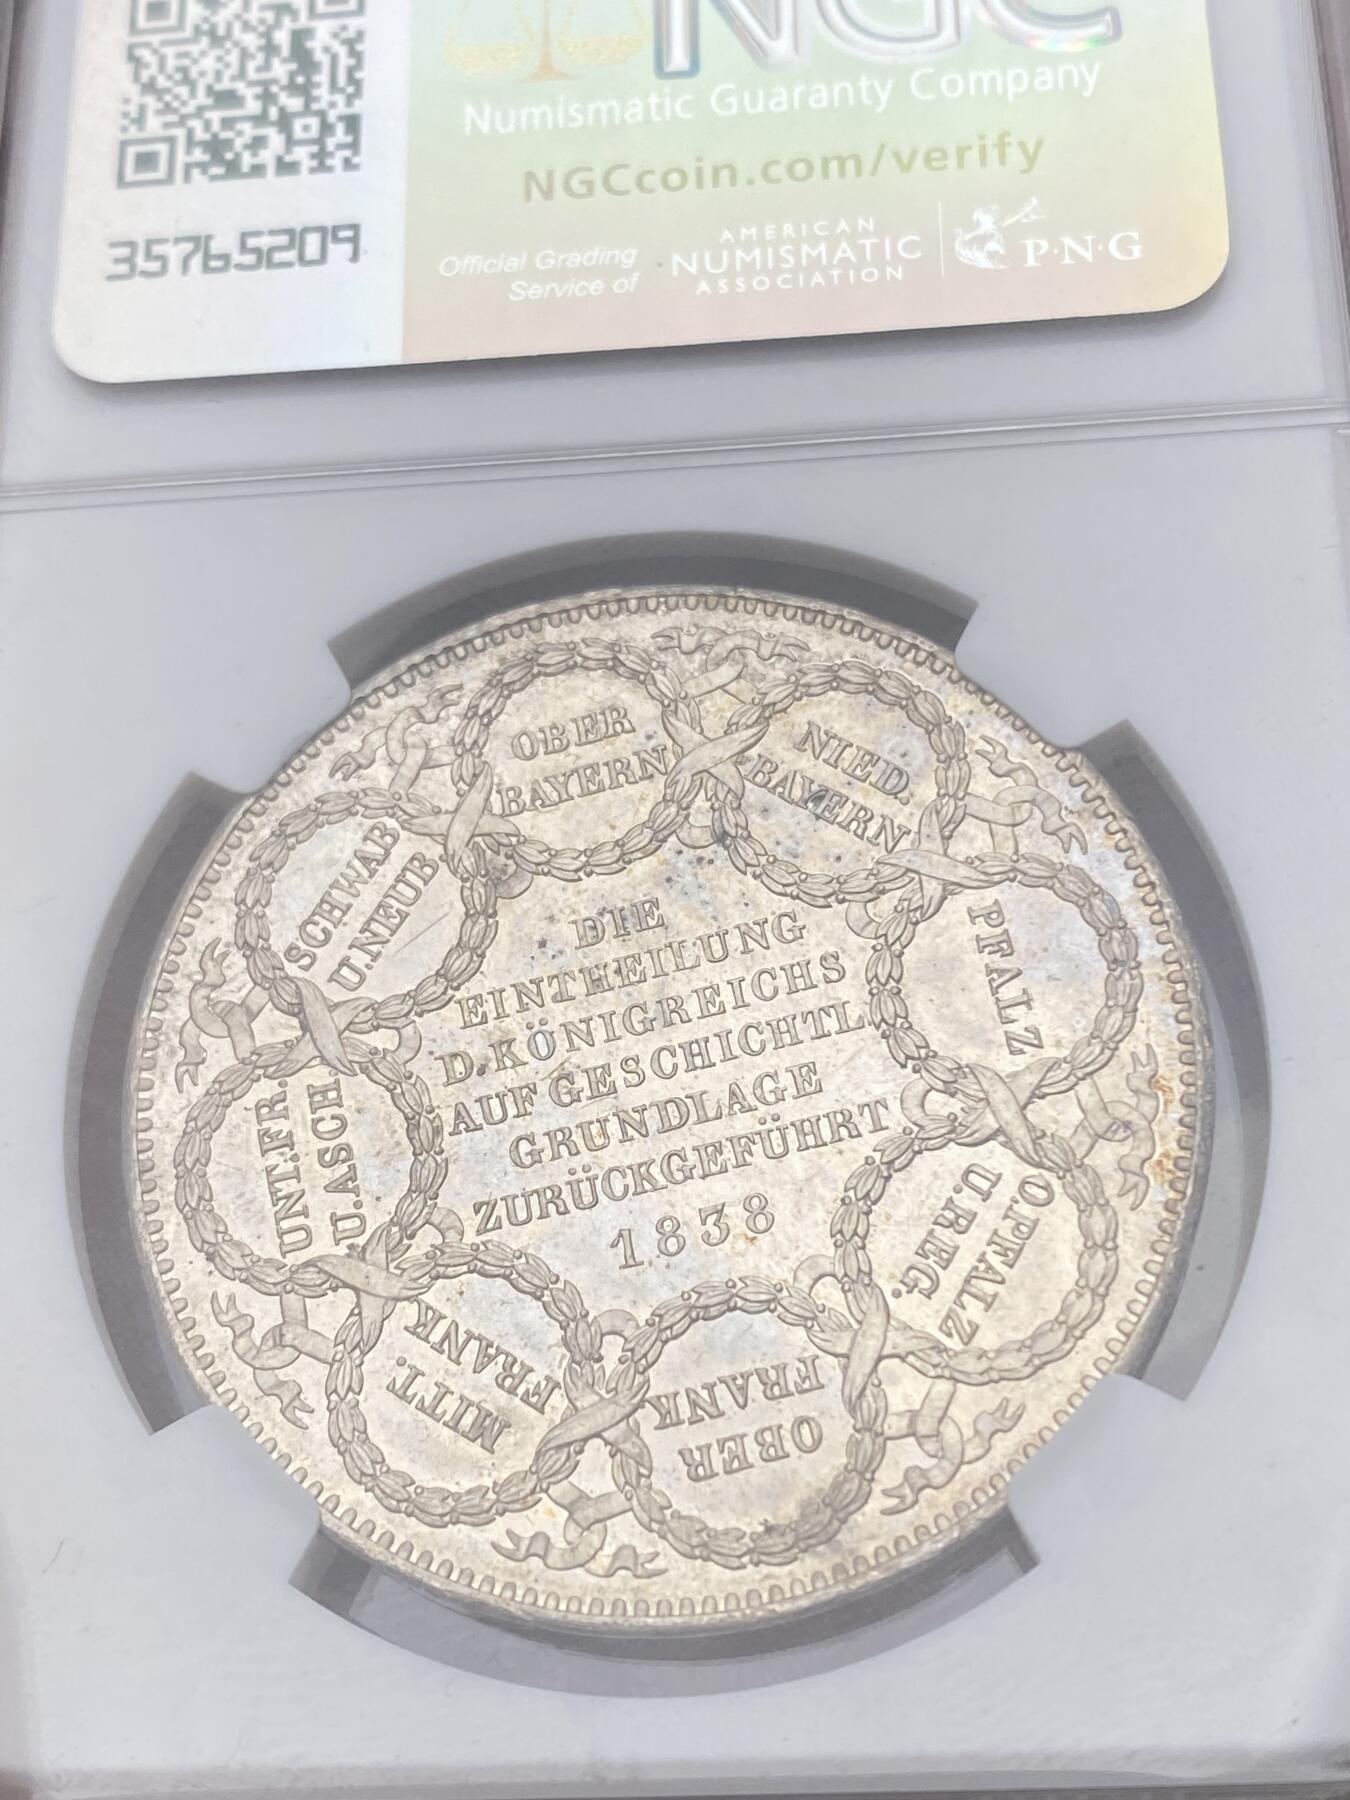 NGC
Numismatic Guaranty Company
NGCcoin.com/verify
35765209
Official Grading
Service of
AMERICAN
NUMISMATIC
ASSOCIATION
P·N·G
OBER
BAYERN
NIED.
BAYERN
PFALZ
O.PFALZ
U.REG.
OBER
FRANK
MITT.
FRANK
UNT.FR.
U.ASCH.
SCHWAB
U.NEUB
DIE
EINTHEILUNG
D.KÖNIGREICHS
AUF GESCHICHTL.
GRUNDLAGE
ZURÜCKGEFÜHRT
1838